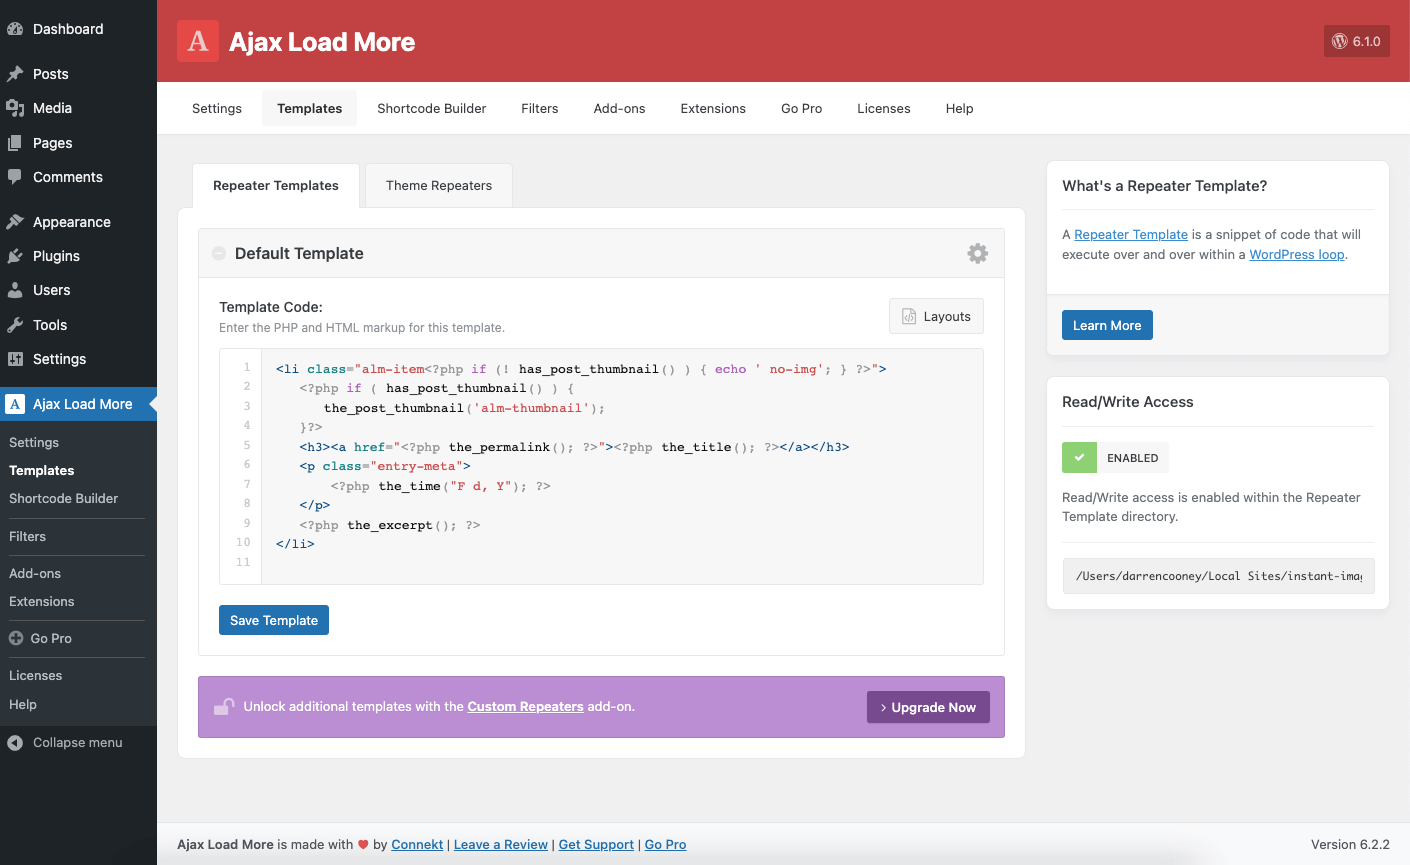 Dashboard
Posts
Media
Pages
Comments
Appearance
Plugins
Users
Tools
Settings
A Ajax Load More
Settings
Templates
Shortcode Builder
Filters
Add-ons
Extensions
Go Pro
Licenses
Help
Collapse menu
A Ajax Load More
6.1.0
Settings Templates Shortcode Builder Filters Add-ons Extensions Go Pro Licenses Help
Repeater Templates Theme Repeaters
Default Template
Template Code:
Enter the PHP and HTML markup for this template.
Layouts
1 <li class="alm-item<?php if (! has_post_thumbnail() ) { echo ' no-img'; } ?>">
2 <?php if ( has_post_thumbnail() ) {
3 the_post_thumbnail('alm-thumbnail');
4 }?>
5 <h3><a href="<?php the_permalink(); ?>"><?php the_title(); ?></a></h3>
6 <p class="entry-meta">
7 <?php the_time("F d, Y"); ?>
8 </p>
9 <?php the_excerpt(); ?>
10 </li>
11
Save Template
Unlock additional templates with the Custom Repeaters add-on.
> Upgrade Now
What's a Repeater Template?
A Repeater Template is a snippet of code that will
execute over and over within a WordPress loop.
Learn More
Read/Write Access
ENABLED
Read/Write access is enabled within the Repeater
Template directory.
/Users/darrencooney/Local Sites/instant-imag
Ajax Load More is made with ♥ by Connekt | Leave a Review | Get Support | Go Pro
Version 6.2.2